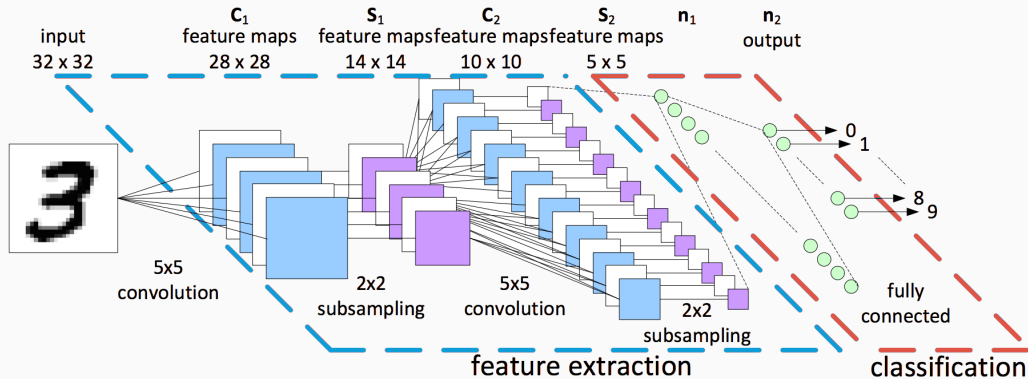 input
32 x 32
C1
feature maps
28 x 28
S1
feature maps
14 x 14
C2
feature maps
10 x 10
S2
feature maps
5 x 5
n1
n2
output
3
0
1
8
9
5x5
convolution
2x2
subsampling
5x5
convolution
2x2
subsampling
fully
connected
feature extraction
classification